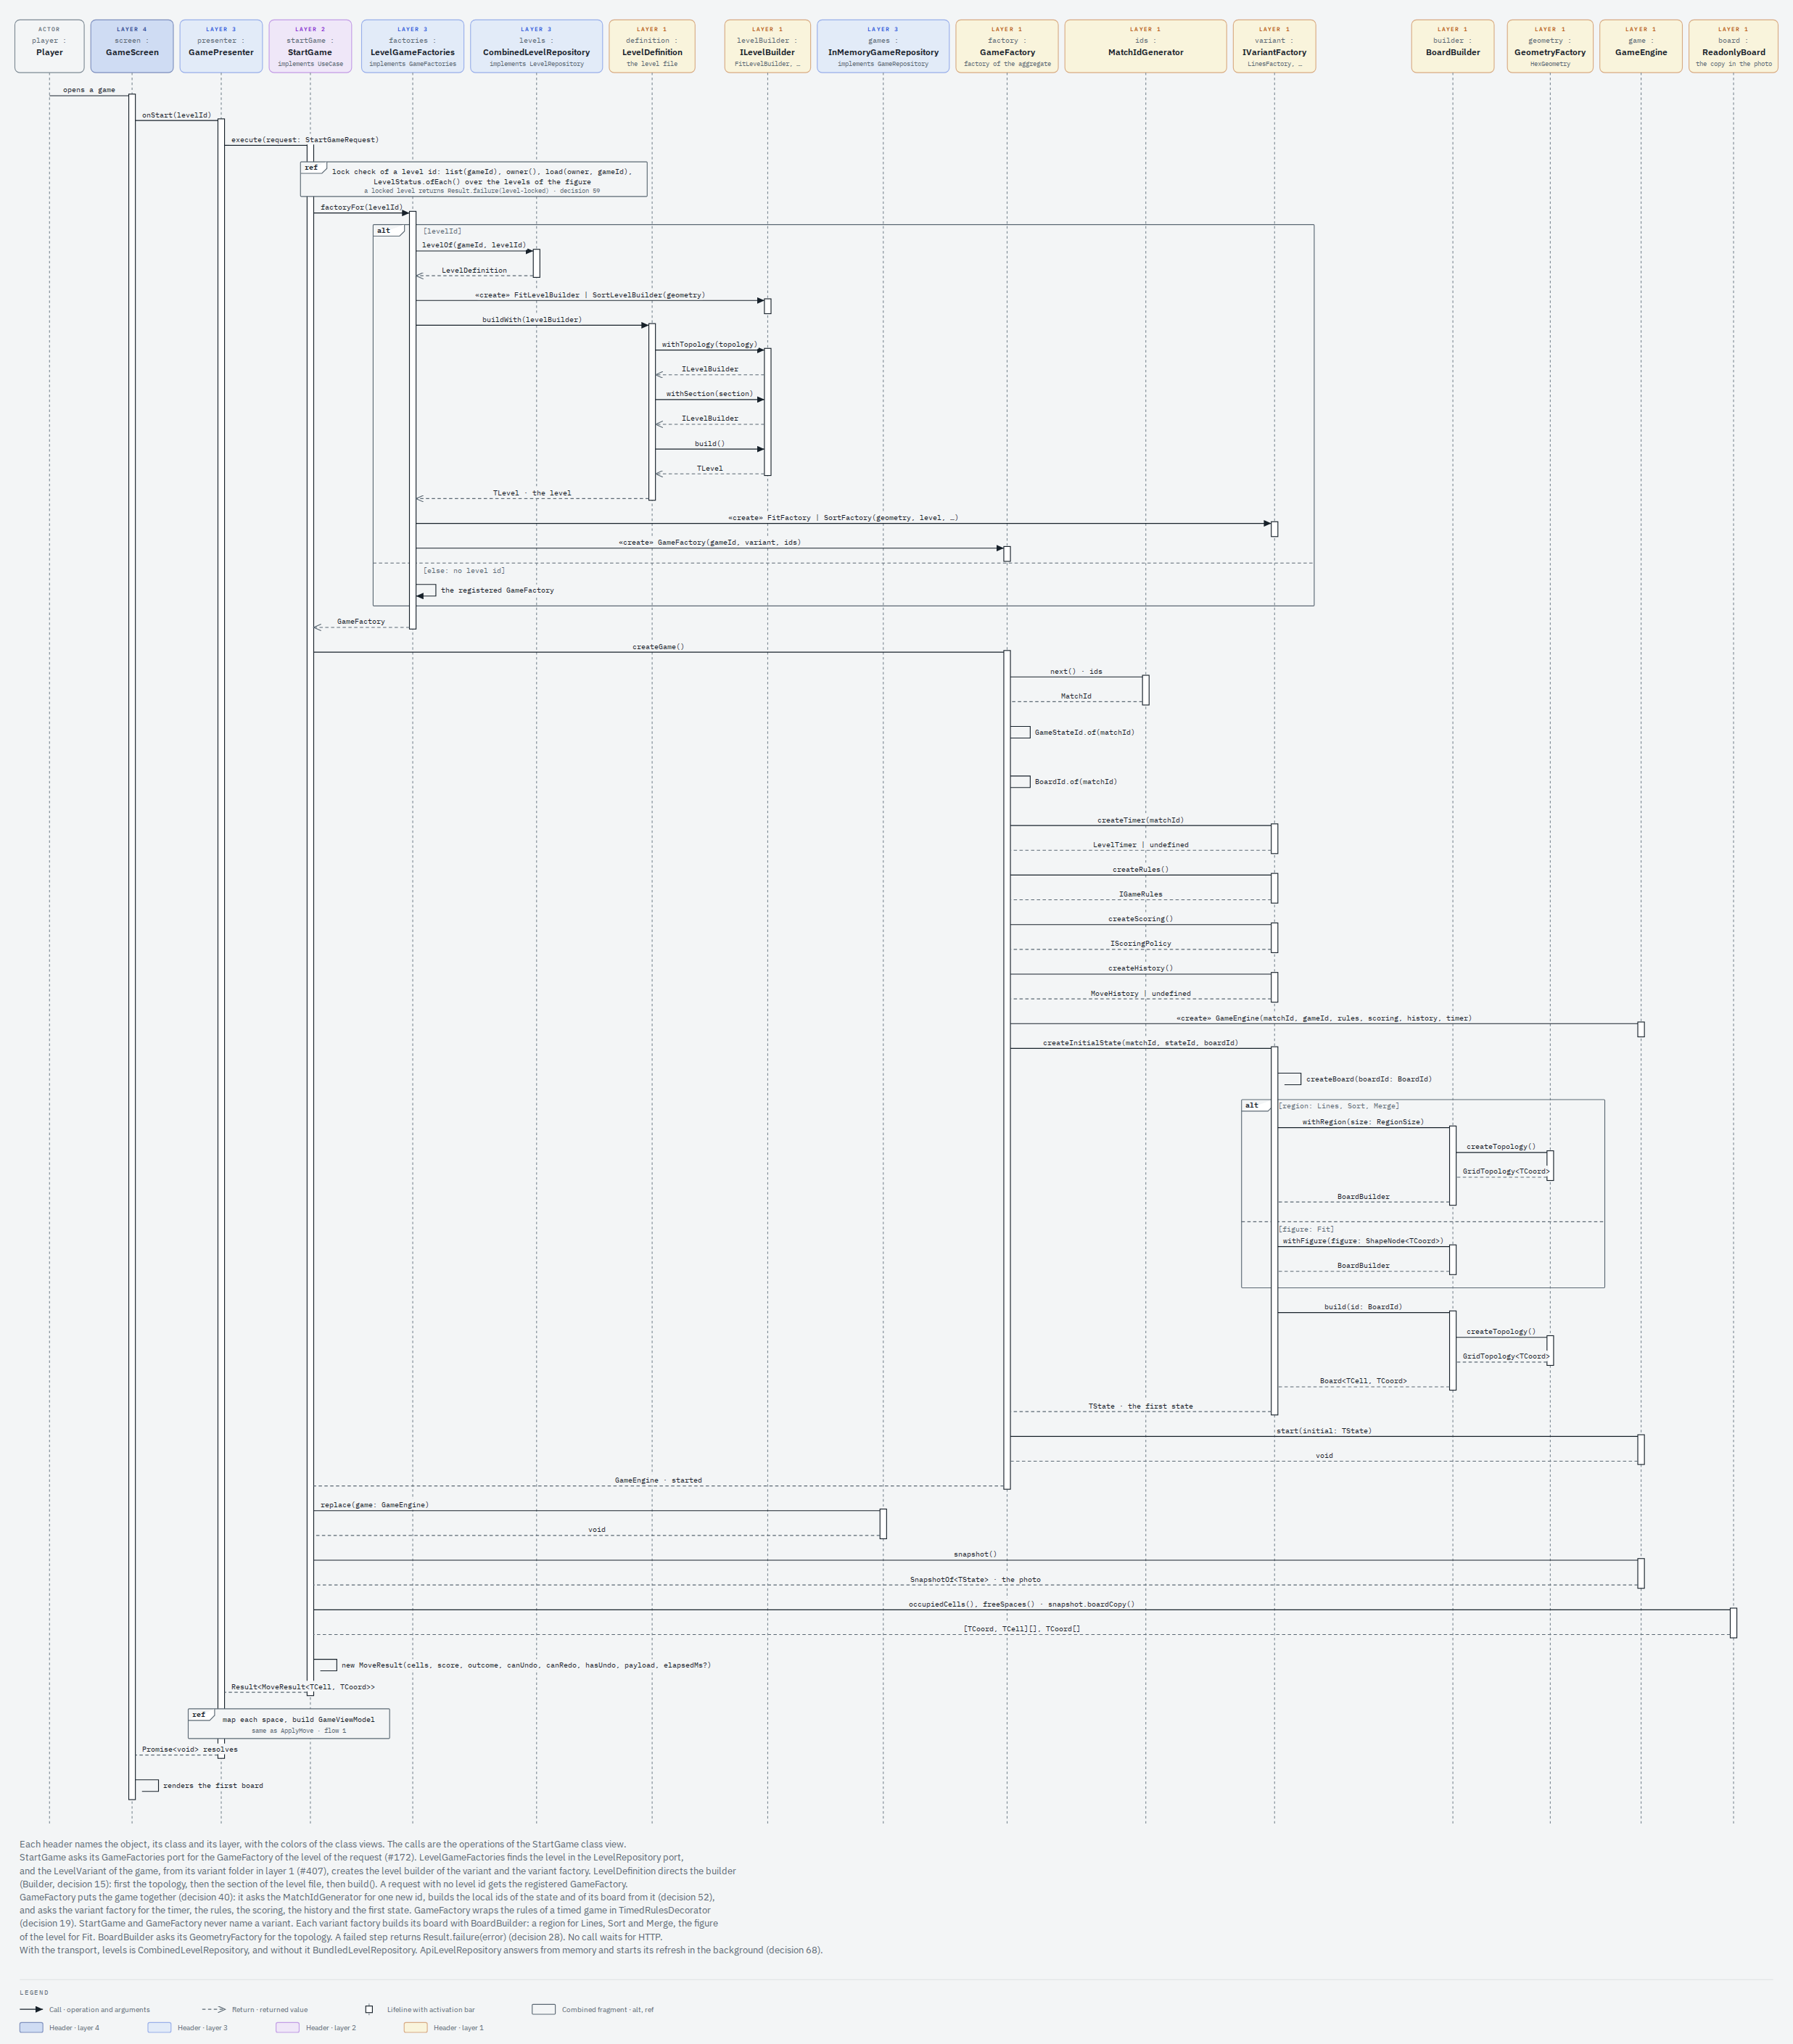 ACTOR
player :
Player
LAYER 4
screen :
GameScreen
LAYER 3
presenter :
GamePresenter
LAYER 2
startGame :
StartGame
implements UseCase
LAYER 3
factories :
LevelGameFactories
implements GameFactories
LAYER 3
levels :
CombinedLevelRepository
implements LevelRepository
LAYER 1
definition :
LevelDefinition
the level file
LAYER 1
levelBuilder :
ILevelBuilder
FitLevelBuilder, …
LAYER 3
games :
InMemoryGameRepository
implements GameRepository
LAYER 1
factory :
GameFactory
factory of the aggregate
LAYER 1
ids :
MatchIdGenerator
LAYER 1
variant :
IVariantFactory
LinesFactory, …
LAYER 1
builder :
BoardBuilder
LAYER 1
geometry :
GeometryFactory
HexGeometry
LAYER 1
game :
GameEngine
LAYER 1
board :
ReadonlyBoard
the copy in the photo
opens a game
onStart(levelId)
execute(request: StartGameRequest)
ref
lock check of a level id: list(gameId), owner(), load(owner, gameId),
LevelStatus.ofEach() over the levels of the figure
a locked level returns Result.failure(level-locked) · decision 59
factoryFor(levelId)
alt
[levelId]
levelOf(gameId, levelId)
LevelDefinition
«create» FitLevelBuilder | SortLevelBuilder(geometry)
buildWith(levelBuilder)
withTopology(topology)
ILevelBuilder
withSection(section)
ILevelBuilder
build()
TLevel
TLevel · the level
«create» FitFactory | SortFactory(geometry, level, …)
«create» GameFactory(gameId, variant, ids)
[else: no level id]
the registered GameFactory
GameFactory
createGame()
next() · ids
MatchId
GameStateId.of(matchId)
BoardId.of(matchId)
createTimer(matchId)
LevelTimer | undefined
createRules()
IGameRules
createScoring()
IScoringPolicy
createHistory()
MoveHistory | undefined
«create» GameEngine(matchId, gameId, rules, scoring, history, timer)
createInitialState(matchId, stateId, boardId)
createBoard(boardId: BoardId)
alt
[region: Lines, Sort, Merge]
withRegion(size: RegionSize)
createTopology()
GridTopology<TCoord>
BoardBuilder
[figure: Fit]
withFigure(figure: ShapeNode<TCoord>)
BoardBuilder
build(id: BoardId)
createTopology()
GridTopology<TCoord>
Board<TCell, TCoord>
TState · the first state
start(initial: TState)
void
GameEngine · started
replace(game: GameEngine)
void
snapshot()
SnapshotOf<TState> · the photo
occupiedCells(), freeSpaces() · snapshot.boardCopy()
[TCoord, TCell][], TCoord[]
new MoveResult(cells, score, outcome, canUndo, canRedo, hasUndo, payload, elapsedMs?)
Result<MoveResult<TCell, TCoord>>
ref
map each space, build GameViewModel
same as ApplyMove · flow 1
Promise<void> resolves
renders the first board
Each header names the object, its class and its layer, with the colors of the class views. The calls are the operations of the StartGame class view.
StartGame asks its GameFactories port for the GameFactory of the level of the request (#172). LevelGameFactories finds the level in the LevelRepository port,
and the LevelVariant of the game, from its variant folder in layer 1 (#407), creates the level builder of the variant and the variant factory. LevelDefinition directs the builder
(Builder, decision 15): first the topology, then the section of the level file, then build(). A request with no level id gets the registered GameFactory.
GameFactory puts the game together (decision 40): it asks the MatchIdGenerator for one new id, builds the local ids of the state and of its board from it (decision 52),
and asks the variant factory for the timer, the rules, the scoring, the history and the first state. GameFactory wraps the rules of a timed game in TimedRulesDecorator
(decision 19). StartGame and GameFactory never name a variant. Each variant factory builds its board with BoardBuilder: a region for Lines, Sort and Merge, the figure
of the level for Fit. BoardBuilder asks its GeometryFactory for the topology. A failed step returns Result.failure(error) (decision 28). No call waits for HTTP.
With the transport, levels is CombinedLevelRepository, and without it BundledLevelRepository. ApiLevelRepository answers from memory and starts its refresh in the background (decision 68).
LEGEND
Call · operation and arguments
Return · returned value
Lifeline with activation bar
Combined fragment · alt, ref
Header · layer 4
Header · layer 3
Header · layer 2
Header · layer 1